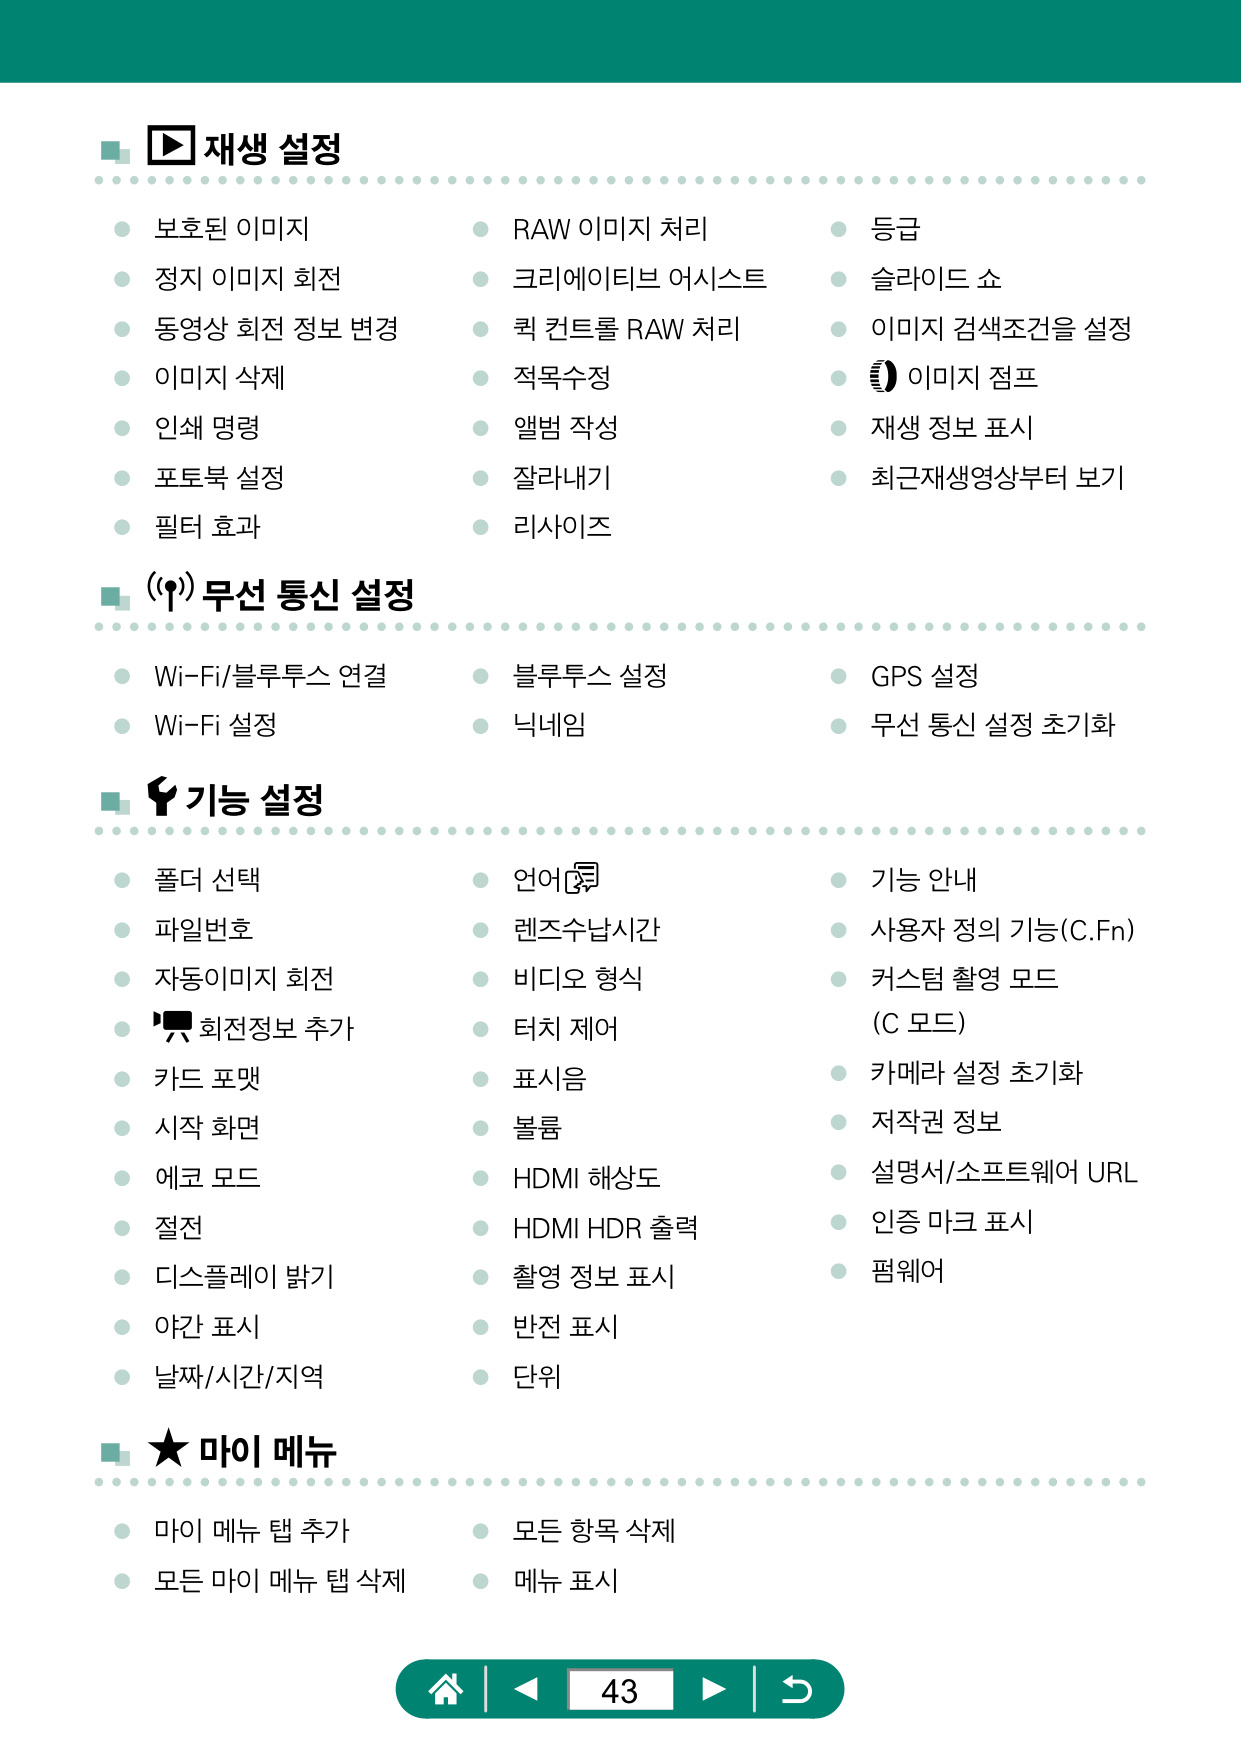 재생 설정
보호된 이미지
정지 이미지 회전
동영상 회전 정보 변경
이미지 삭제
인쇄 명령
포토북 설정
필터 효과
RAW 이미지 처리
크리에이티브 어시스트
퀵 컨트롤 RAW 처리
적목수정
앨범 작성
잘라내기
리사이즈
등급
슬라이드 쇼
이미지 검색조건을 설정
이미지 점프
재생 정보 표시
최근재생영상부터 보기
무선 통신 설정
Wi-Fi/블루투스 연결
Wi-Fi 설정
블루투스 설정
닉네임
GPS 설정
무선 통신 설정 초기화
기능 설정
폴더 선택
파일번호
자동이미지 회전
회전정보 추가
카드 포맷
시작 화면
에코 모드
절전
디스플레이 밝기
야간 표시
날짜/시간/지역
언어
렌즈수납시간
비디오 형식
터치 제어
표시음
볼륨
HDMI 해상도
HDMI HDR 출력
촬영 정보 표시
반전 표시
단위
기능 안내
사용자 정의 기능(C.Fn)
커스텀 촬영 모드
(C 모드)
카메라 설정 초기화
저작권 정보
설명서/소프트웨어 URL
인증 마크 표시
펌웨어
마이 메뉴
마이 메뉴 탭 추가
모든 마이 메뉴 탭 삭제
모든 항목 삭제
메뉴 표시
43